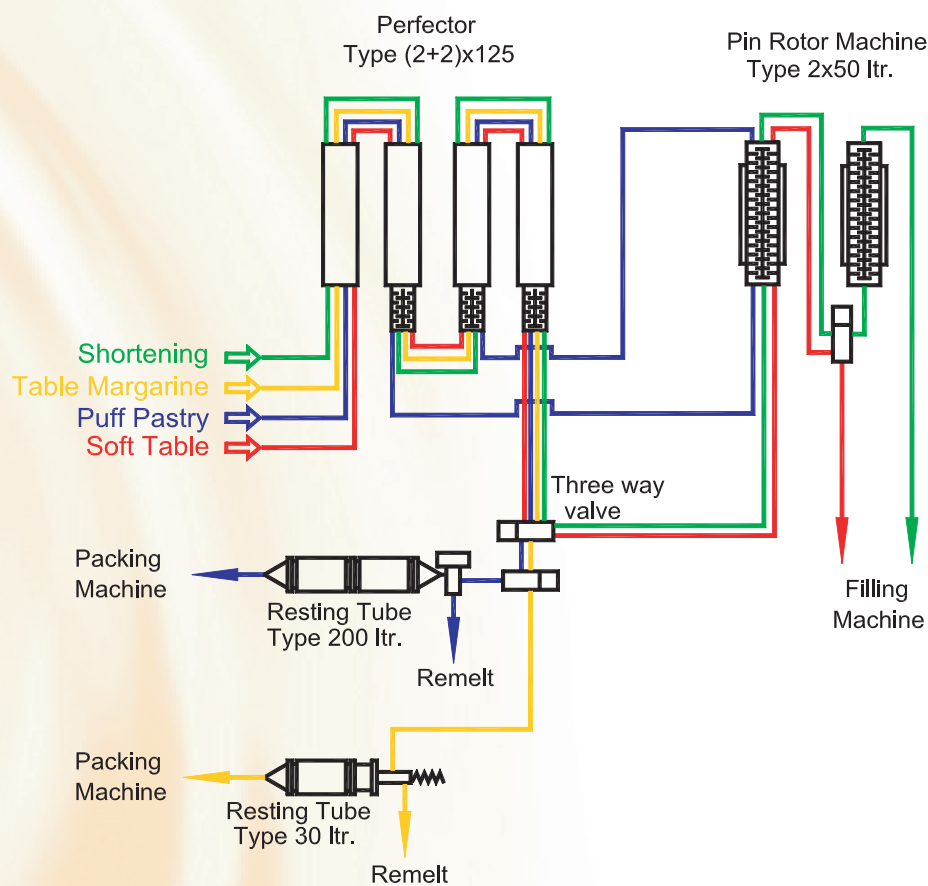 Perfector
Type (2+2)x125
Pin Rotor Machine
Type 2x50 ltr.
Shortening
Table Margarine
Puff Pastry
Soft Table
Three way
valve
Packing
Machine
Resting Tube
Type 200 ltr.
Remelt
Filling
Machine
Packing
Machine
Resting Tube
Type 30 ltr.
Remelt